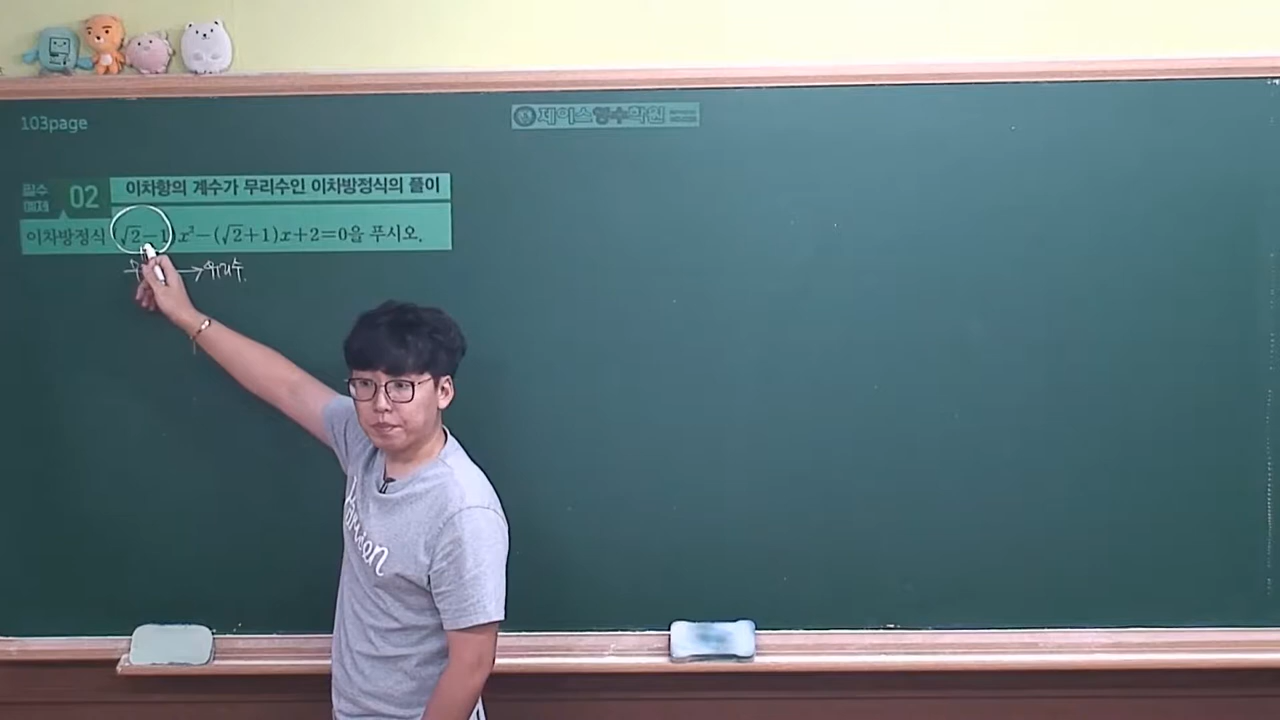 103page
제이스형수학원
필수 예제 02
이차항의 계수가 무리수인 이차방정식의 풀이
이차방정식 (√2-1)x²-(√2+1)x+2=0을 푸시오.
→유리수.